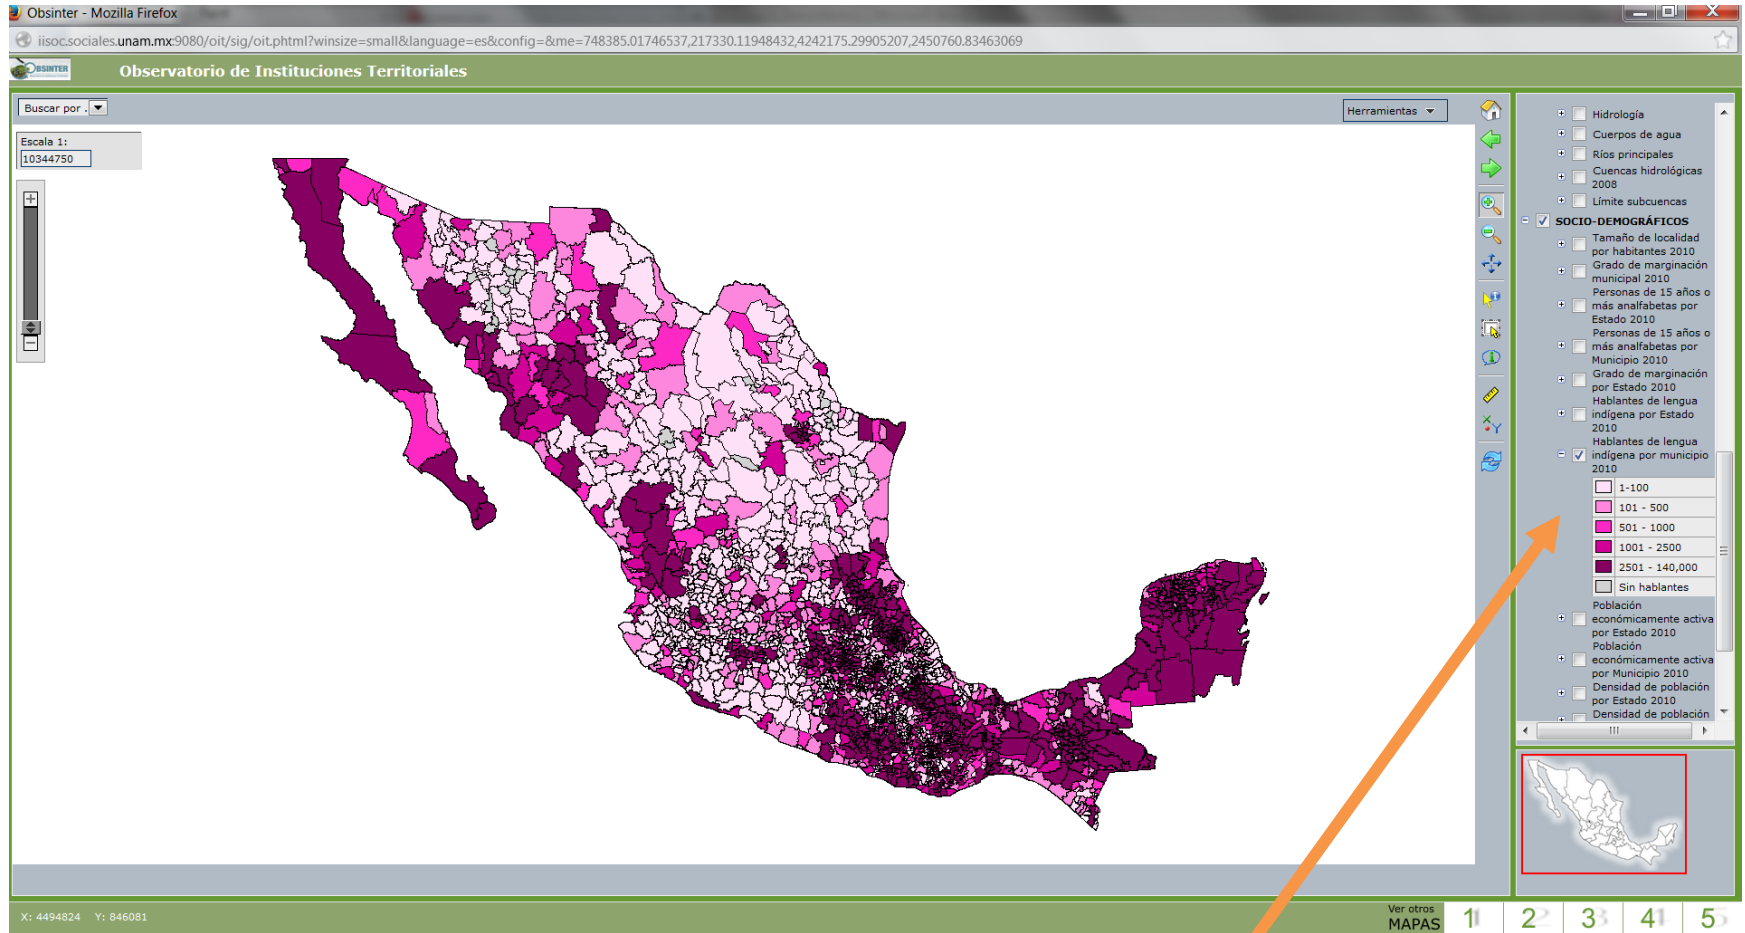 Obsinter - Mozilla Firefox
iisoc.sociales.unam.mx:9080/oit/sig/oit.phtml?winsize=small&language=es&config=&me=748385.01746537,217330.11948432,4242175.29905207,2450760.83463069
OBSINTER
Observatorio de Instituciones Territoriales
Buscar por .
Herramientas
Escala 1:
10344750
Hidrología
Cuerpos de agua
Ríos principales
Cuencas hidrológicas
2008
Límite subcuencas
SOCIO-DEMOGRÁFICOS
Tamaño de localidad
por habitantes 2010
Grado de marginación
municipal 2010
Personas de 15 años o
más analfabetas por
Estado 2010
Personas de 15 años o
más analfabetas por
Municipio 2010
Grado de marginación
por Estado 2010
Hablantes de lengua
indígena por Estado
2010
Hablantes de lengua
indígena por municipio
2010
1-100
101 - 500
501 - 1000
1001 - 2500
2501 - 140,000
Sin hablantes
Población
económicamente activa
por Estado 2010
Población
económicamente activa
por Municipio 2010
Densidad de población
por Estado 2010
Densidad de población
X: 4494824 Y: 846081
Ver otros
MAPAS
1 2 3 4 5